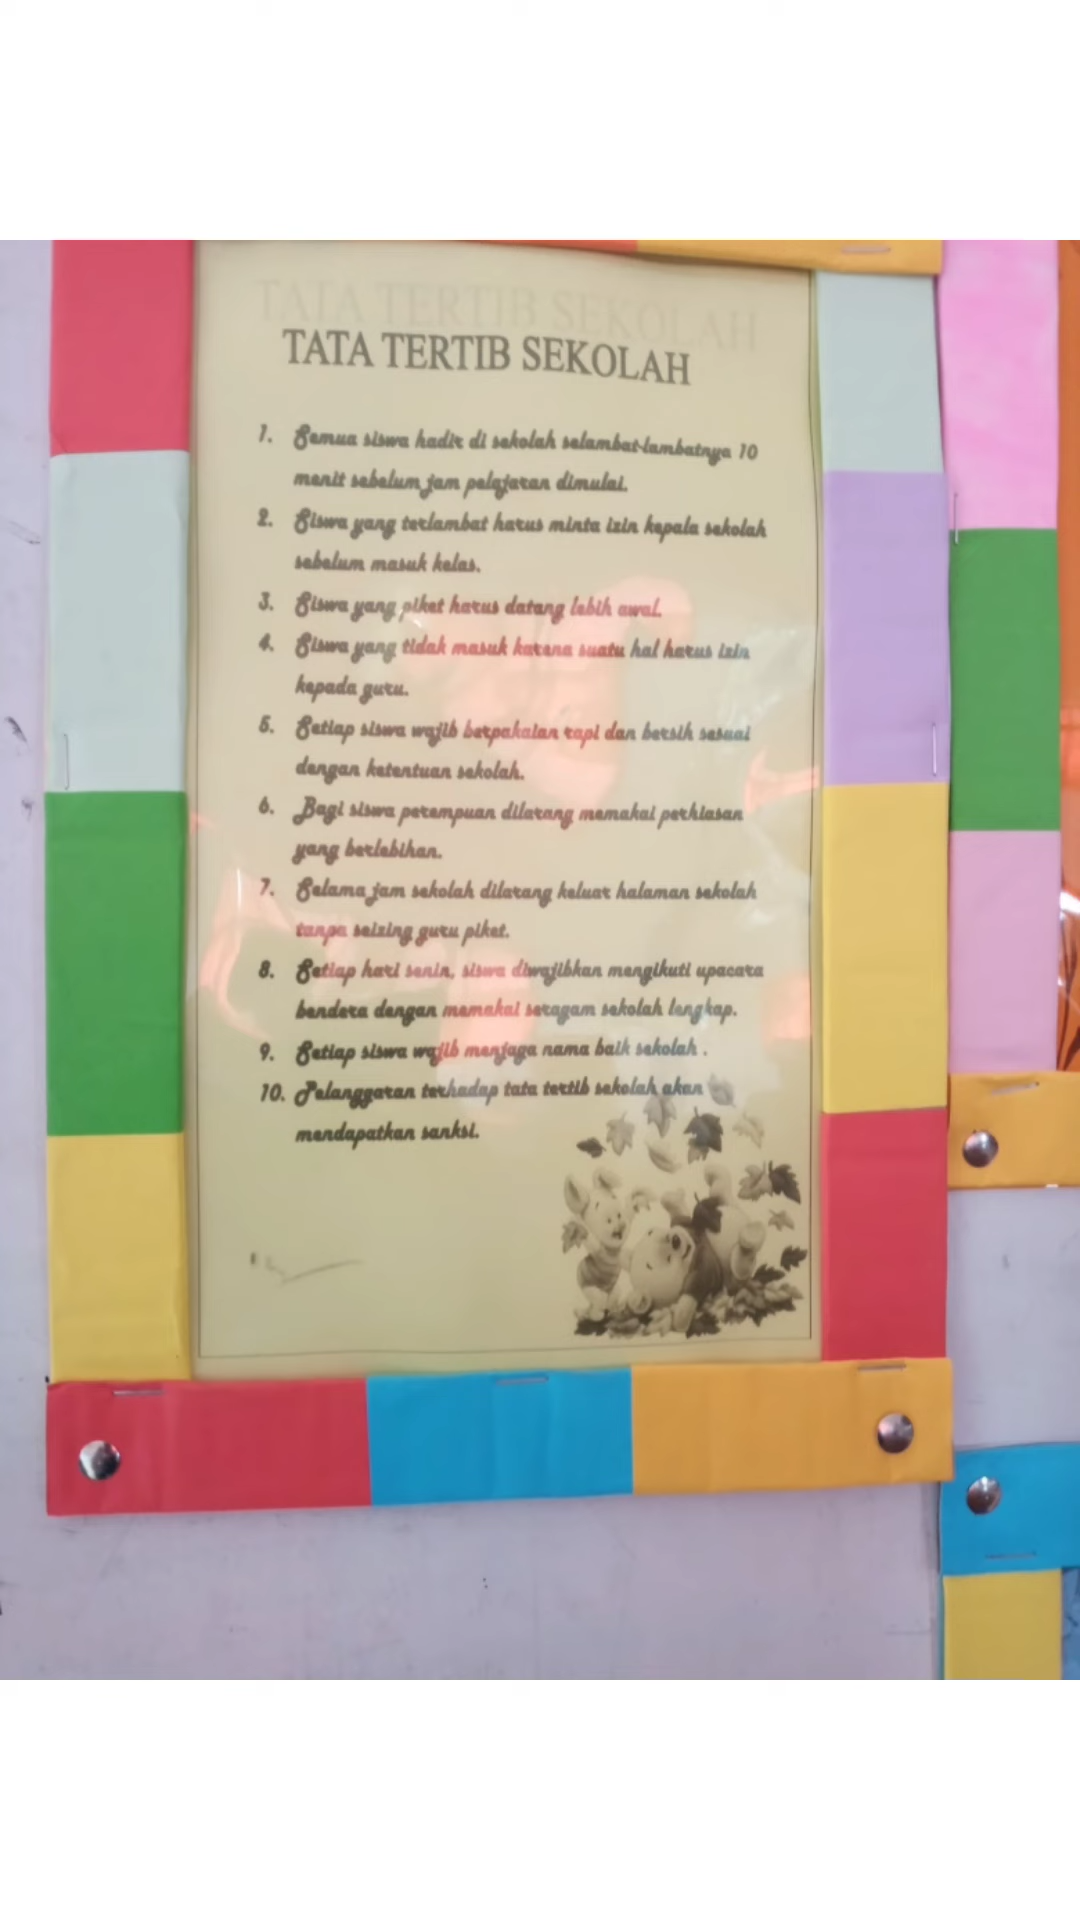 TATA TERTIB SEKOLAH
1. Semua siswa hadir di sekolah selambat-lambatnya 10
menit sebelum jam pelajaran dimulai.
2. Siswa yang terlambat harus minta izin kepala sekolah
sebelum masuk kelas.
3. Siswa yang piket harus datang lebih awal.
4. Siswa yang tidak masuk karena suatu hal harus izin
kepada guru.
5. Setiap siswa wajib berpakaian rapi dan bersih sesuai
dengan ketentuan sekolah.
6. Bagi siswa perempuan dilarang memakai perhiasan
yang berlebihan.
7. Selama jam sekolah dilarang keluar halaman sekolah
tanpa seizing guru piket.
8. Setiap hari senin, siswa diwajibkan mengikuti upacara
bendera dengan memakai seragam sekolah lengkap.
9. Setiap siswa wajib menjaga nama baik sekolah .
10. Pelanggaran terhadap tata tertib sekolah akan
mendapatkan sanksi.